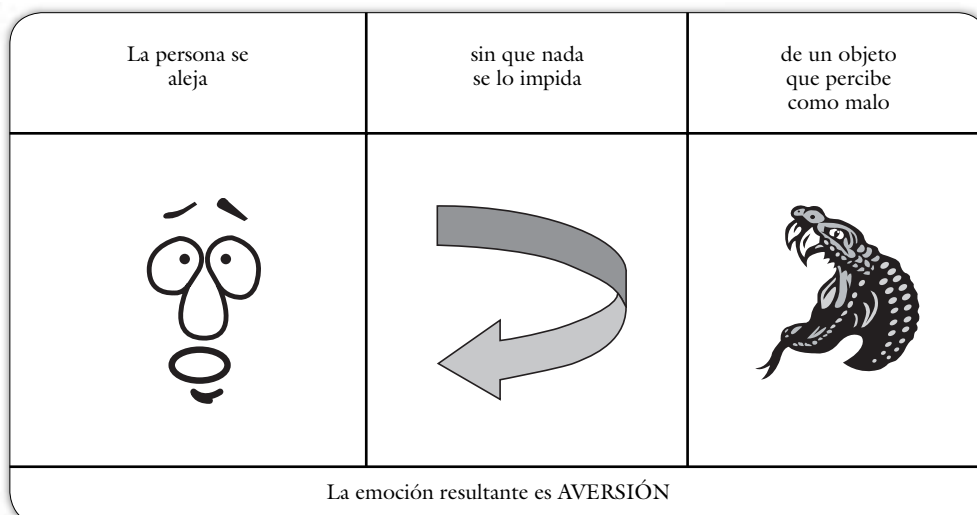 La persona se
aleja
sin que nada
se lo impida
de un objeto
que percibe
como malo
La emoción resultante es AVERSIÓN